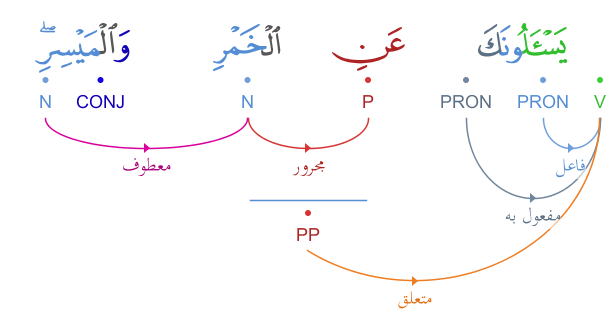 يَسْـَٔلُونَكَ عَنِ ٱلْخَمْرِ وَٱلْمَيْسِرِ ۖ
V PRON PRON P N CONJ N
فاعل مجرور معطوف
مفعول به
PP
متعلق